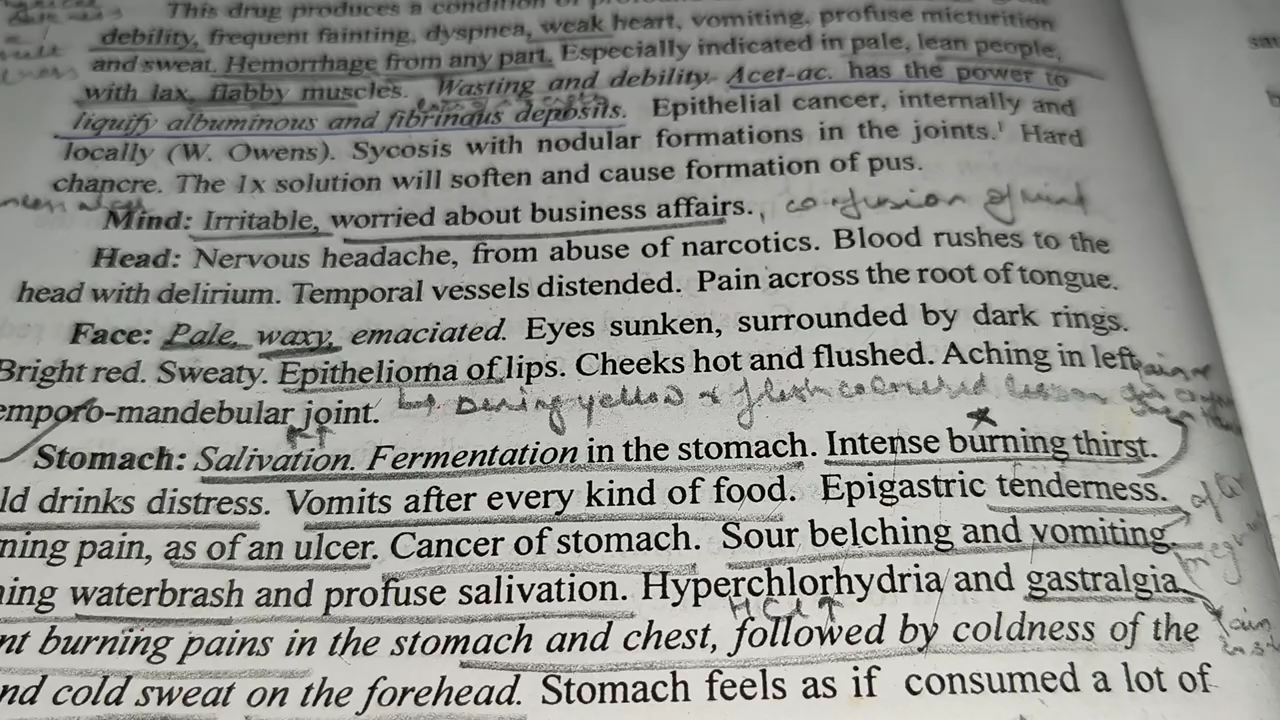 This drug produces a condition of
debility, frequent fainting, dyspnea, weak heart, vomiting, profuse micturition
and sweat. Hemorrhage from any part. Especially indicated in pale, lean people,
with lax, flabby muscles. Wasting and debility. Acet-ac. has the power to
liquify albuminous and fibrinous deposits. Epithelial cancer, internally and
locally (W. Owens). Sycosis with nodular formations in the joints.¹ Hard
chancre. The 1x solution will soften and cause formation of pus.
Mind: Irritable, worried about business affairs., confusion of mind
Head: Nervous headache, from abuse of narcotics. Blood rushes to the
head with delirium. Temporal vessels distended. Pain across the root of tongue.
Face: Pale, waxy, emaciated. Eyes sunken, surrounded by dark rings.
Bright red. Sweaty. Epithelioma of lips. Cheeks hot and flushed. Aching in left
emporo-mandebular joint. yellow flesh coloured
Stomach: Salivation. Fermentation in the stomach. Intense burning thirst.
ld drinks distress. Vomits after every kind of food. Epigastric tenderness.
ning pain, as of an ulcer. Cancer of stomach. Sour belching and vomiting.
ning waterbrash and profuse salivation. Hyperchlorhydria and gastralgia.
HCl ↑
nt burning pains in the stomach and chest, followed by coldness of the
nd cold sweat on the forehead. Stomach feels as if consumed a lot of